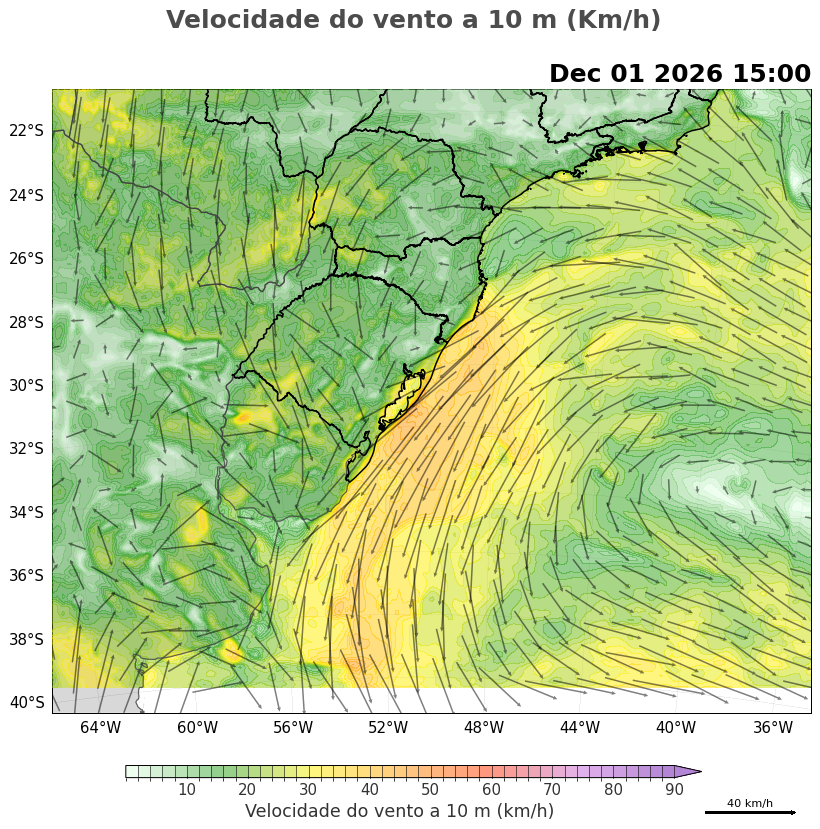 Velocidade do vento a 10 m (Km/h)
Dec 01 2026 15:00
22°S
24°S
26°S
28°S
30°S
32°S
34°S
36°S
38°S
40°S
64°W 60°W 56°W 52°W 48°W 44°W 40°W 36°W
10 20 30 40 50 60 70 80 90
Velocidade do vento a 10 m (km/h)
40 km/h